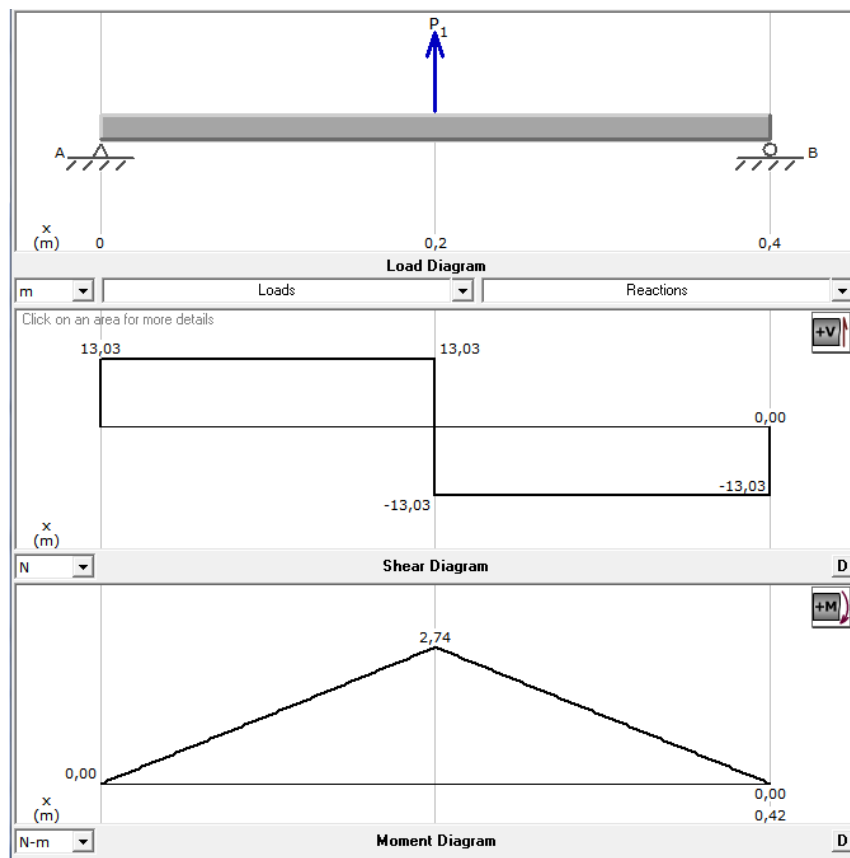 P1
A B
x
(m) 0 0,2 0,4
Load Diagram
m Loads Reactions
Click on an area for more details
+V
13,03 13,03
0,00
-13,03 -13,03
x
(m)
N Shear Diagram D
+M
2,74
0,00
x 0,00
(m) 0,42
N-m Moment Diagram D